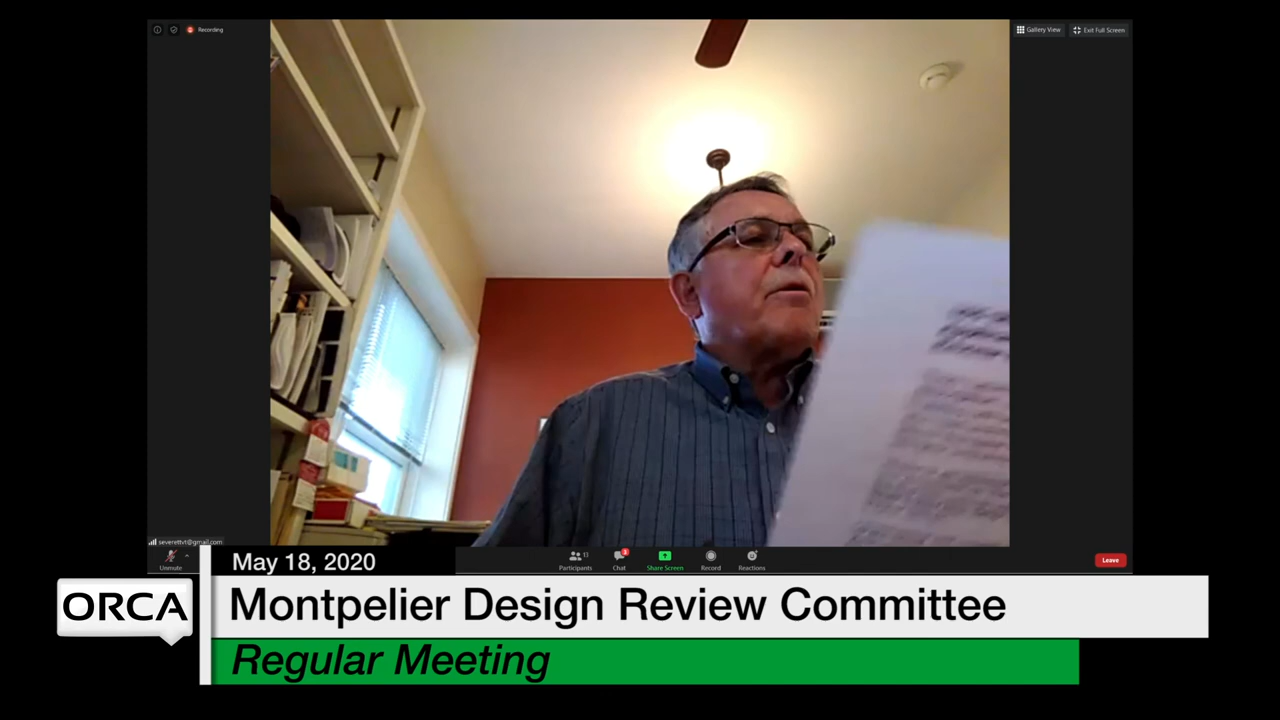 Recording
Gallery View
Exit Full Screen
severettvt@gmail.com
Unmute
Participants
11
Chat
Share Screen
Record
Reactions
Leave
May 18, 2020
ORCA
Montpelier Design Review Committee
Regular Meeting